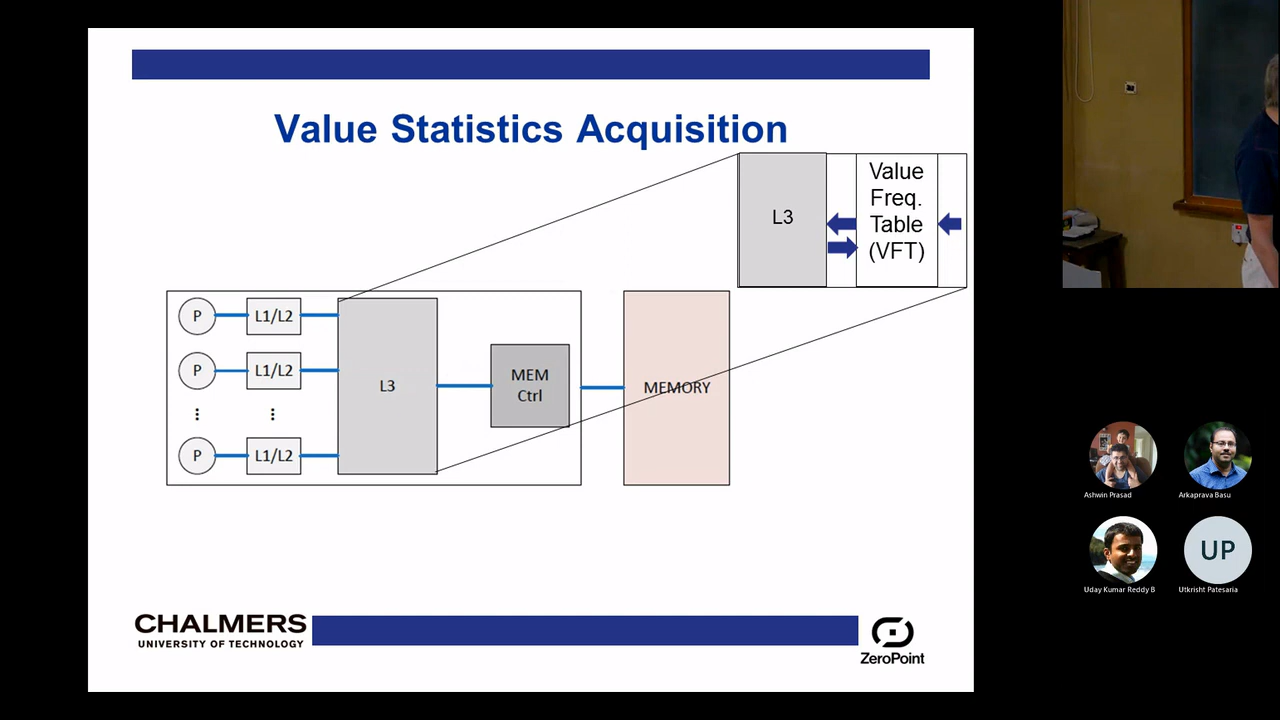 Value Statistics Acquisition
L3
Value
Freq.
Table
(VFT)
P
L1/L2
P
L1/L2
P
L1/L2
L3
MEM
Ctrl
MEMORY
CHALMERS
UNIVERSITY OF TECHNOLOGY
ZeroPoint
Ashwin Prasad
Arkaprava Basu
UP
Uday Kumar Reddy B
Utkrisht Patesaria